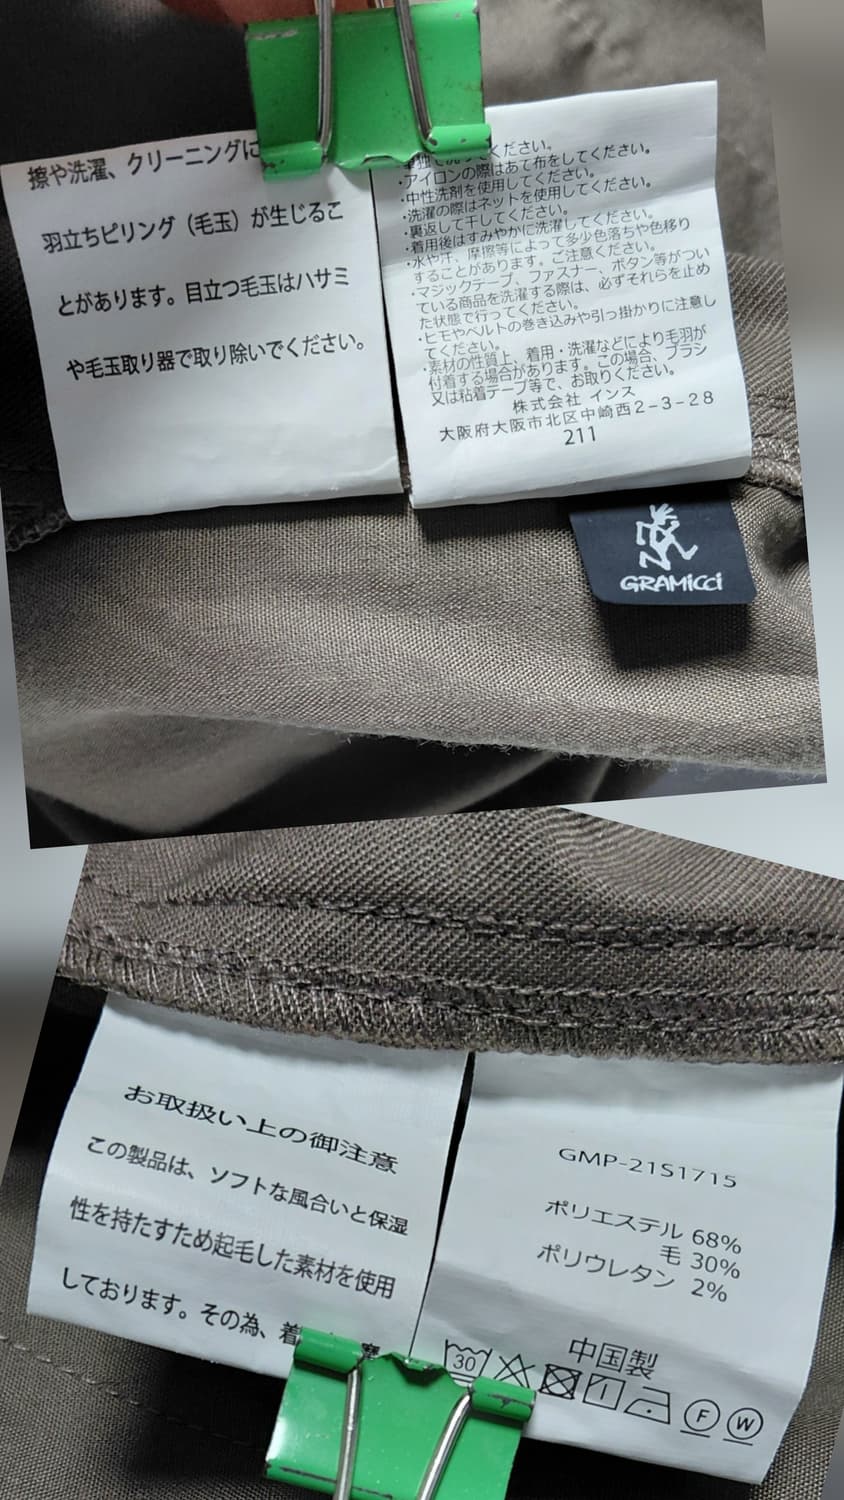 擦や洗濯、クリーニングに
羽立ちピリング（毛玉）が生じるこ
とがあります。目立つ毛玉はハサミ
や毛玉取り器で取り除いでください。
ください。
・アイロンの際はあて布をしてください。
・中性洗剤を使用してください。
・洗濯の際はネットを使用してください。
・裏返して干してください。
・着用後はすみやかに洗濯してください。
・水や汗、摩擦等によって多少色落ちや色移り
することがあります。ご注意ください。
・マジックテープ、ファスナー、ボタン等がつい
ている商品を洗濯する際は、必ずそれらを止め
た状態で行ってください。
・ヒモやベルトの巻き込みや引っ掛かりに注意し
てください。
・素材の性質上、着用・洗濯などにより毛羽が
付着する場合があります。この場合、ブラシ
又は粘着テープ等で、お取りください。
株式会社 インス
大阪府大阪市北区中崎西2-3-28
211
GRAMiCCi
お取扱い上の御注意
この製品は、ソフトな風合いと保湿
性を持たすため起毛した素材を使用
しております。その為、着
GMP-21S1715
ポリエステル 68%
毛 30%
ポリウレタン 2%
中国製
30
F
W